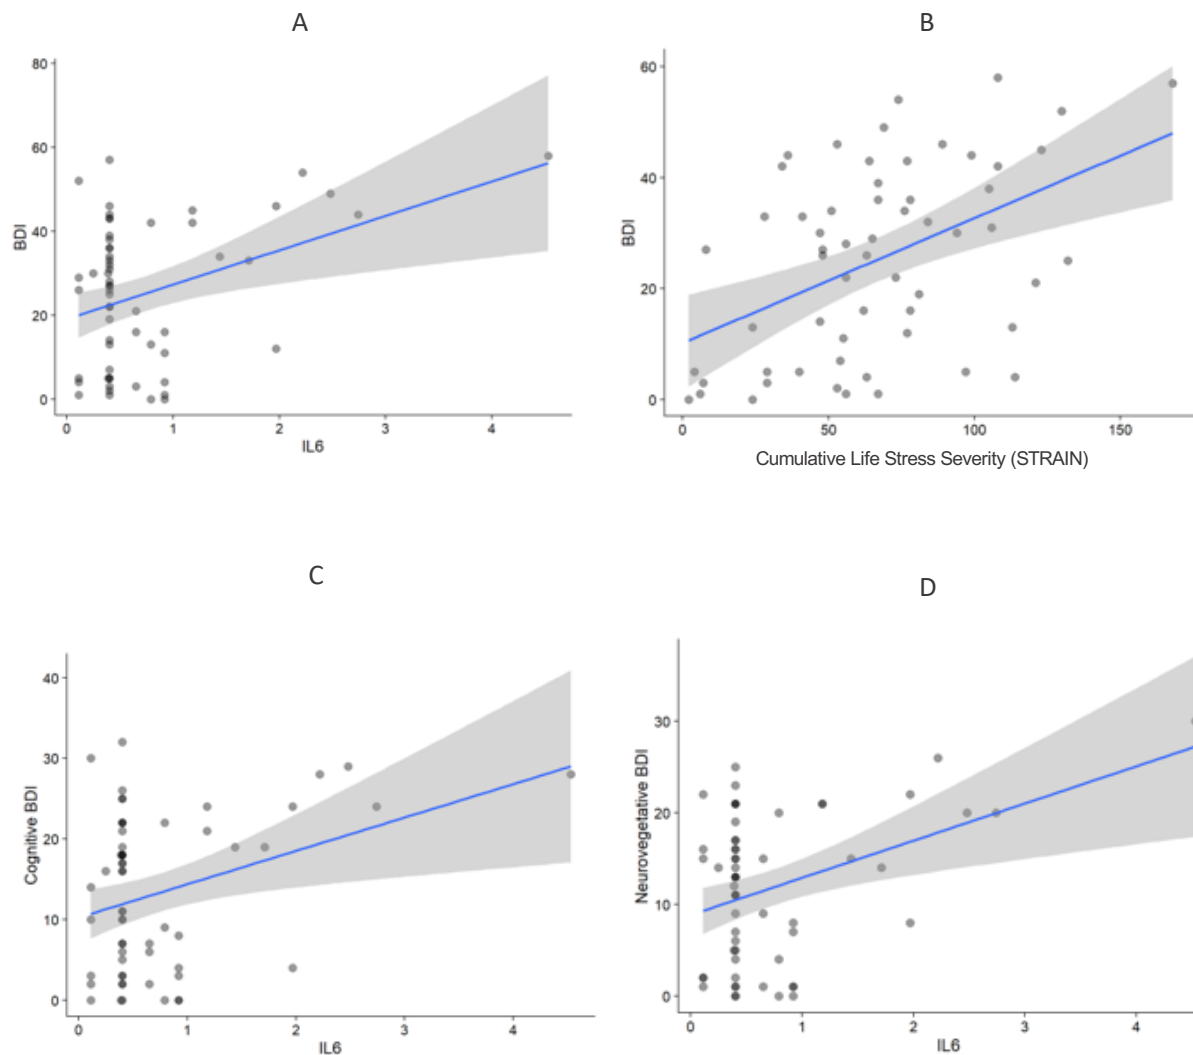 A
80
60
40
20
0
BDI
0 1 2 3 4
IL6
B
60
40
20
0
BDI
0 50 100 150
Cumulative Life Stress Severity (STRAIN)
C
40
30
20
10
0
Cognitive BDI
0 1 2 3 4
IL6
D
30
20
10
0
Neurovegetative BDI
0 1 2 3 4
IL6